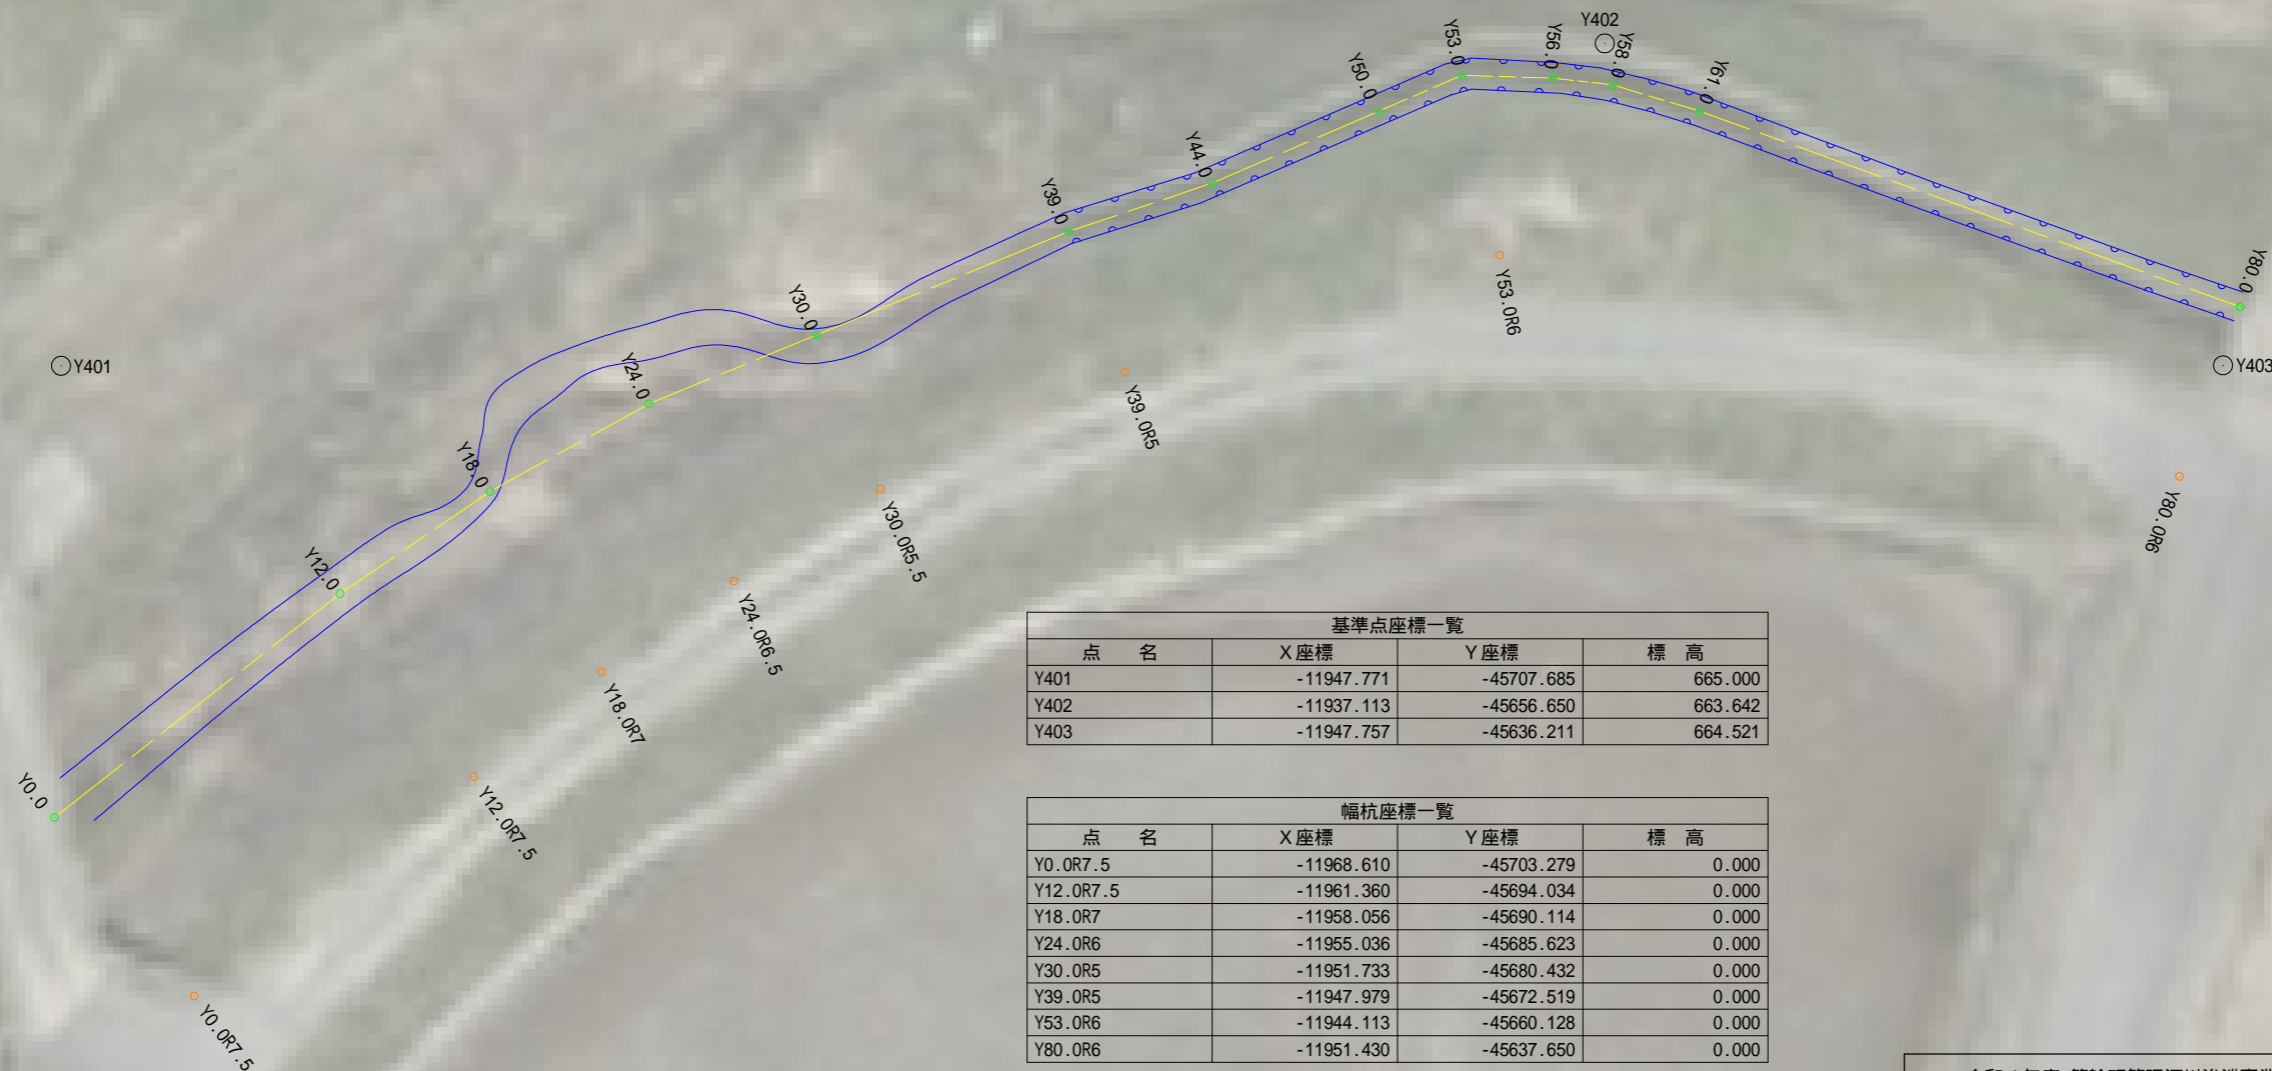 Y402
Y53.0
Y56.0
Y58.0
Y50.0
Y61.0
Y44.0
Y39.0
Y80.0
Y53.0R6
Y30.0
Y401
Y24.0
Y39.0R5
Y403
Y18.0
Y30.0R5.5
Y80.0R6
Y12.0
Y24.0R6.5
Y18.0R7
Y0.0
Y12.0R7.5
Y0.0R7.5
基準点座標一覧
点 名 X座標 Y座標 標 高
Y401 -11947.771 -45707.685 665.000
Y402 -11937.113 -45656.650 663.642
Y403 -11947.757 -45636.211 664.521
幅杭座標一覧
点 名 X座標 Y座標 標 高
Y0.0R7.5 -11968.610 -45703.279 0.000
Y12.0R7.5 -11961.360 -45694.034 0.000
Y18.0R7 -11958.056 -45690.114 0.000
Y24.0R6 -11955.036 -45685.623 0.000
Y30.0R5 -11951.733 -45680.432 0.000
Y39.0R5 -11947.979 -45672.519 0.000
Y53.0R6 -11944.113 -45660.128 0.000
Y80.0R6 -11951.430 -45637.650 0.000